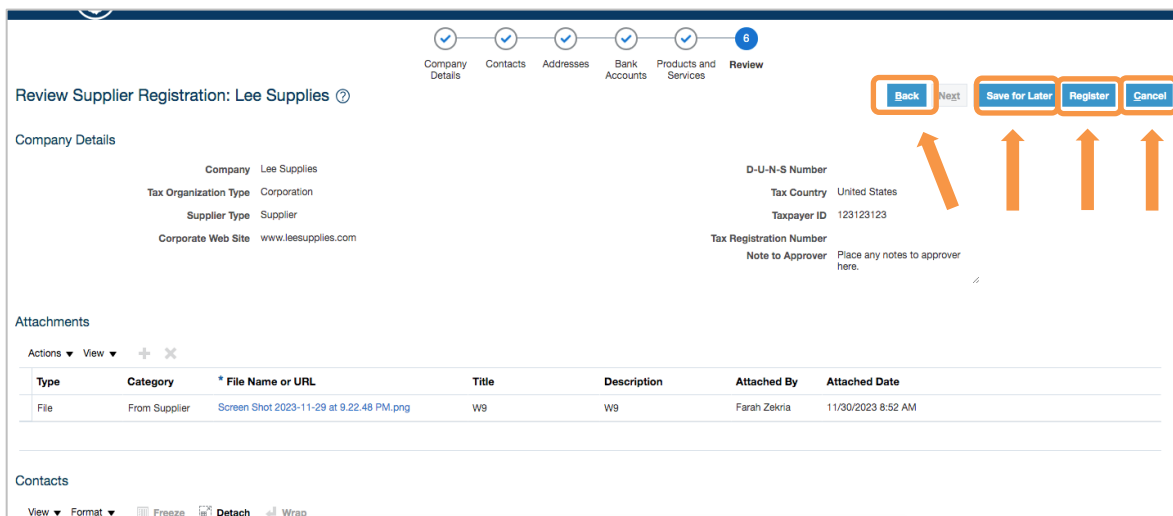 6
Company Details
Contacts
Addresses
Bank Accounts
Products and Services
Review
Review Supplier Registration: Lee Supplies ?
Back Next Save for Later Register Cancel
Company Details
Company Lee Supplies
D-U-N-S Number
Tax Organization Type Corporation
Tax Country United States
Supplier Type Supplier
Taxpayer ID 123123123
Corporate Web Site www.leesupplies.com
Tax Registration Number
Note to Approver Place any notes to approver
here.
Attachments
Actions View
Type Category * File Name or URL Title Description Attached By Attached Date
File From Supplier Screen Shot 2023-11-29 at 9.22.48 PM.png W9 W9 Farah Zekria 11/30/2023 8:52 AM
Contacts
View Format Freeze Detach Wrap